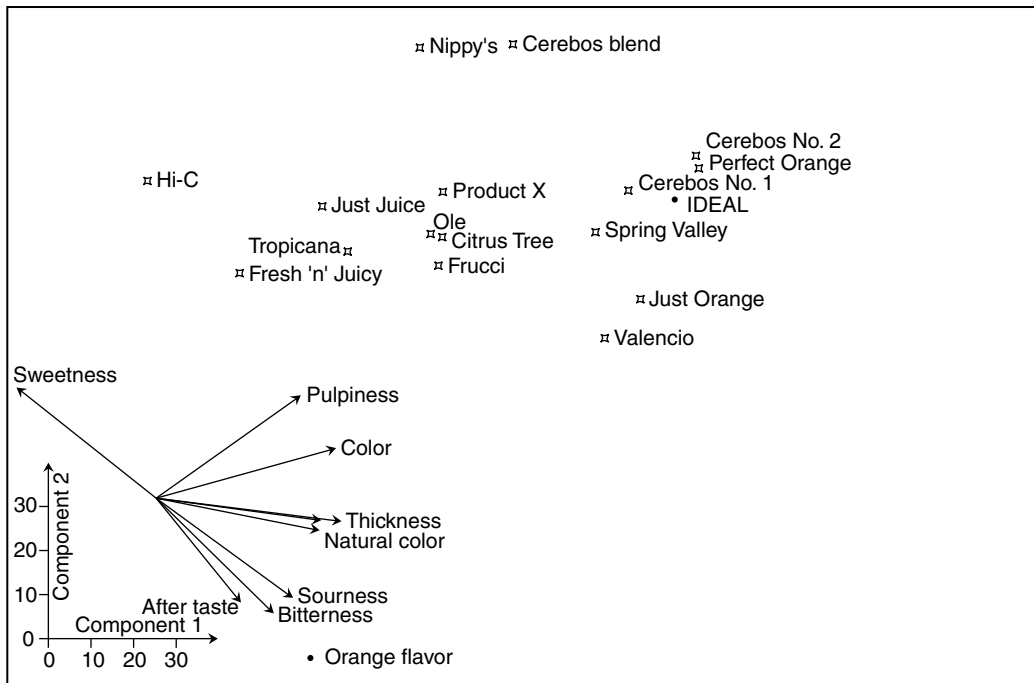 Nippy's
Cerebos blend
Cerebos No. 2
Perfect Orange
Hi-C
Cerebos No. 1
Product X
IDEAL
Just Juice
Ole
Spring Valley
Citrus Tree
Tropicana
Frucci
Fresh 'n' Juicy
Just Orange
Valencio
Sweetness
Pulpiness
Color
Thickness
Natural color
Sourness
After taste
Bitterness
Component 2
30
20
10
0
Component 1
0 10 20 30
Orange flavor